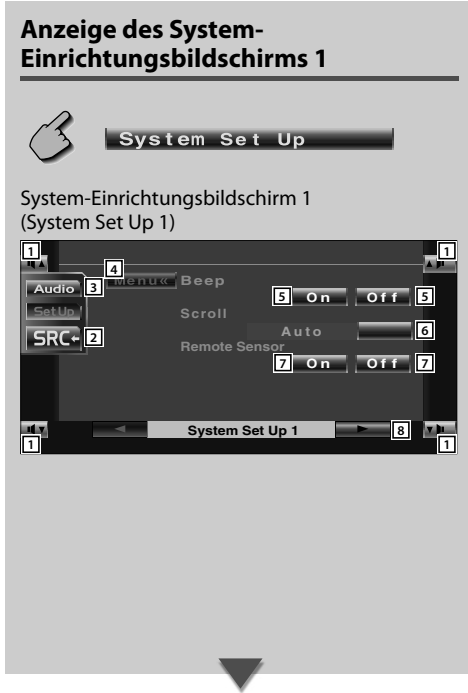 Anzeige des System-
Einrichtungsbildschirms 1
System Set Up
System-Einrichtungsbildschirm 1
(System Set Up 1)
1 1
4
Audio 3 Menu« Beep
5 On Off 5
SetUp Scroll
SRC 2 Auto 6
Remote Sensor
7 On Off 7
System Set Up 1 8
1 1